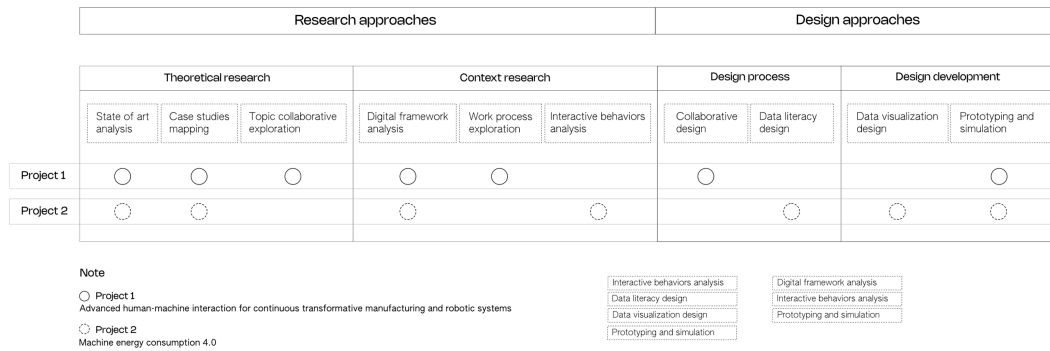 Research approaches Design approaches
Theoretical research Context research Design process Design development
State of art analysis
Case studies mapping
Topic collaborative exploration
Digital framework analysis
Work process exploration
Interactive behaviors analysis
Collaborative design
Data literacy design
Data visualization design
Prototyping and simulation
Project 1
Project 2
Note
Project 1
Advanced human-machine interaction for continuous transformative manufacturing and robotic systems
Project 2
Machine energy consumption 4.0
Interactive behaviors analysis
Data literacy design
Data visualization design
Prototyping and simulation
Digital framework analysis
Interactive behaviors analysis
Prototyping and simulation